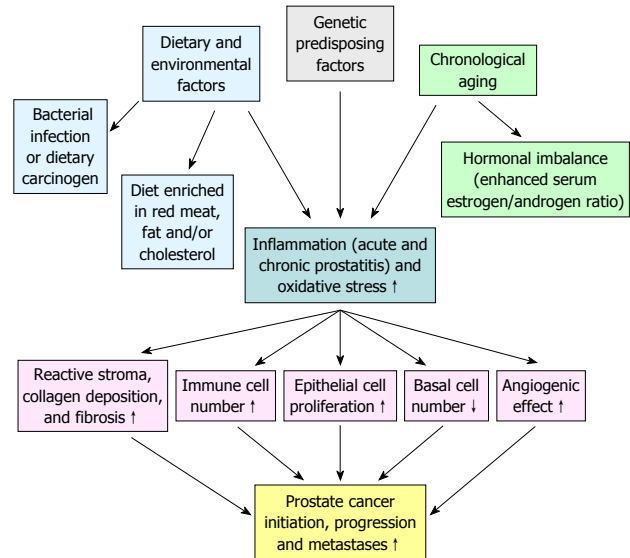 Dietary and
environmental
factors
Genetic
predisposing
factors
Chronological
aging
Bacterial
infection
or dietary
carcinogen
Diet enriched
in red meat,
fat and/or
cholesterol
Hormonal imbalance
(enhanced serum
estrogen/androgen ratio)
Inflammation (acute and
chronic prostatitis) and
oxidative stress ↑
Reactive stroma,
collagen deposition,
and fibrosis ↑
Immune cell
number ↑
Epithelial cell
proliferation ↑
Basal cell
number ↓
Angiogenic
effect ↑
Prostate cancer
initiation, progression
and metastases ↑